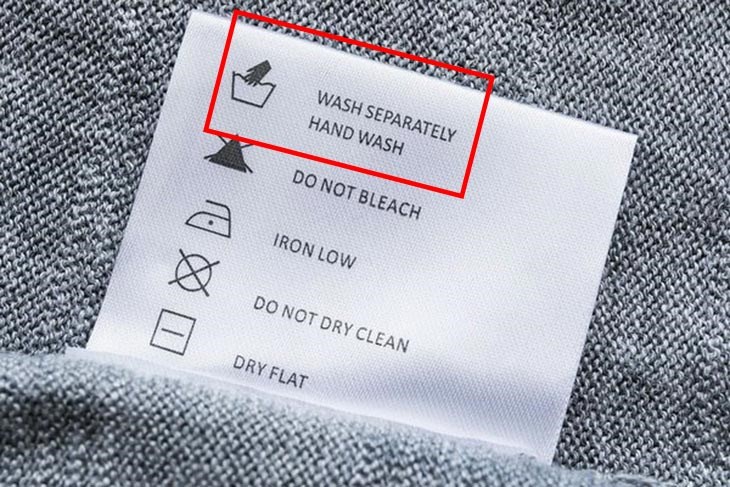 WASH SEPARATELY
HAND WASH
DO NOT BLEACH
IRON LOW
DO NOT DRY CLEAN
DRY FLAT